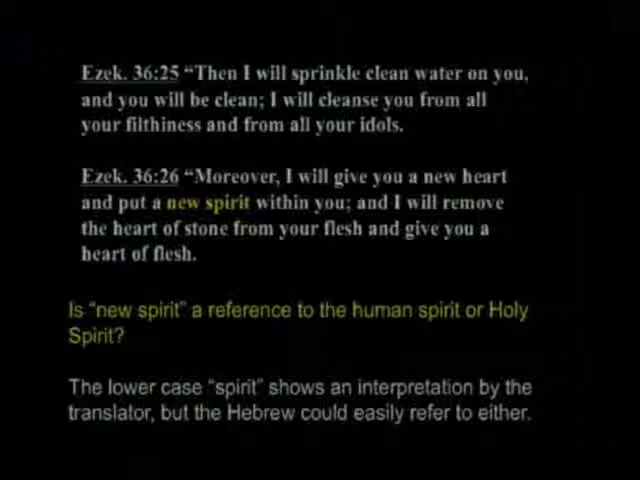 Ezek. 36:25 “Then I will sprinkle clean water on you,
and you will be clean; I will cleanse you from all
your filthiness and from all your idols.
Ezek. 36:26 “Moreover, I will give you a new heart
and put a new spirit within you; and I will remove
the heart of stone from your flesh and give you a
heart of flesh.
Is “new spirit” a reference to the human spirit or Holy
Spirit?
The lower case “spirit” shows an interpretation by the
translator, but the Hebrew could easily refer to either.